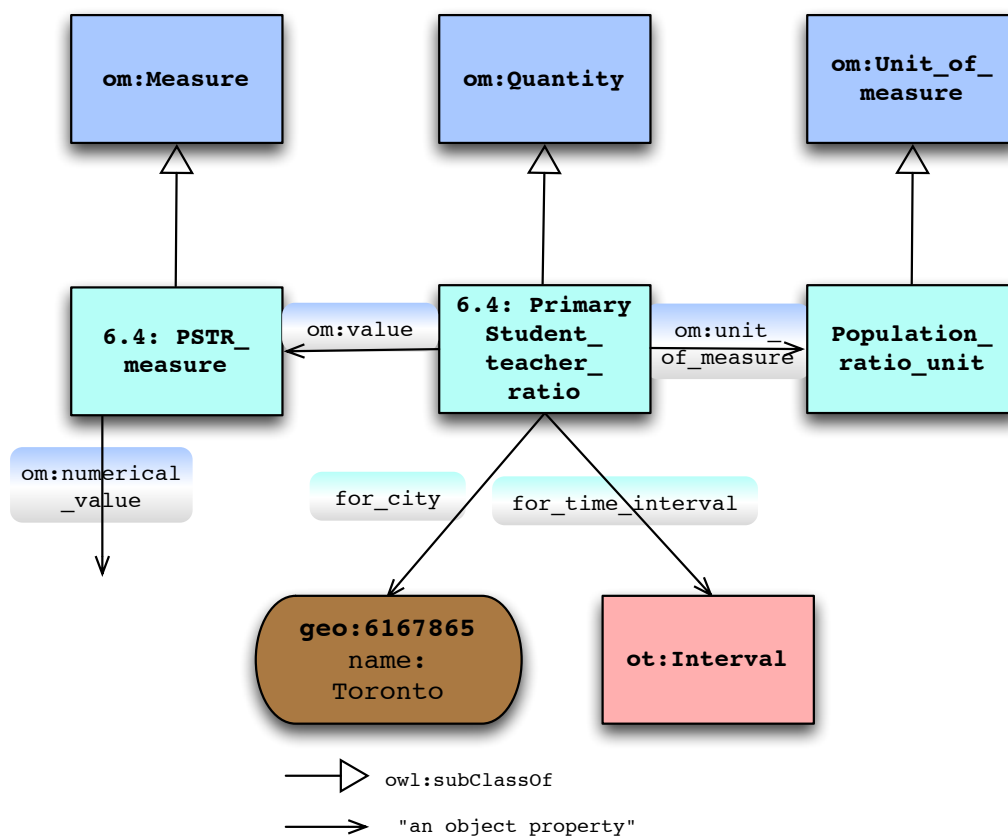 om:Measure
om:Quantity
om:Unit_of_
measure
6.4: PSTR_
measure
om:value
6.4: Primary
Student_
teacher_
ratio
om:unit_
of_measure
Population_
ratio_unit
om:numerical
_value
for_city
for_time_interval
geo:6167865
name:
Toronto
ot:Interval
owl:subClassOf
"an object property"